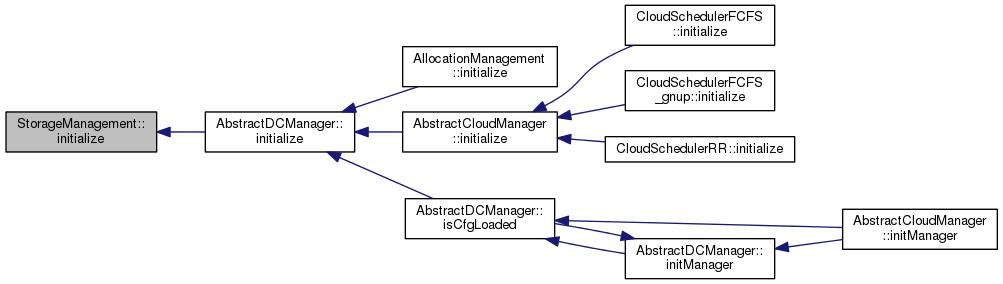 StorageManagement::
initialize
AbstractDCManager::
initialize
AllocationManagement
::initialize
AbstractCloudManager
::initialize
CloudSchedulerFCFS
::initialize
CloudSchedulerFCFS
_gnup::initialize
CloudSchedulerRR::initialize
AbstractDCManager::
isCfgLoaded
AbstractDCManager::
initManager
AbstractCloudManager
::initManager